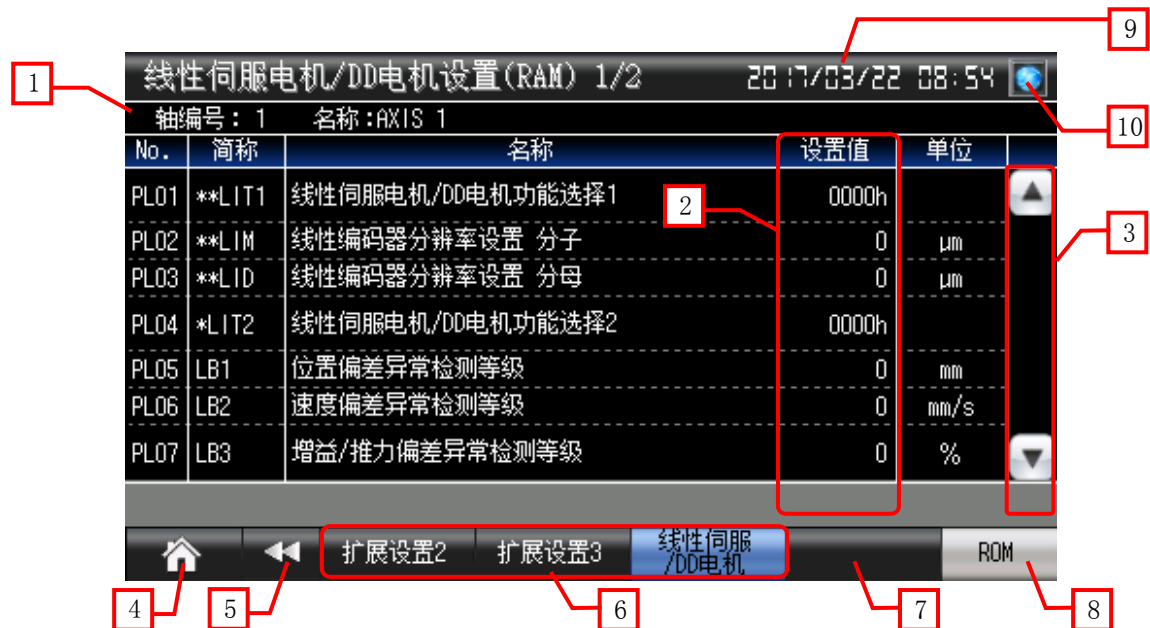 9
线性伺服电机/DD电机设置(RAM) 1/2 2017/03/22 08:54
1
轴编号: 1 名称:AXIS 1
10
No. 简称 名称 设置值 单位
PL01 **LIT1 线性伺服电机/DD电机功能选择1 0000h
2
PL02 **LIM 线性编码器分辨率设置 分子 0 μm
3
PL03 **LID 线性编码器分辨率设置 分母 0 μm
PL04 *LIT2 线性伺服电机/DD电机功能选择2 0000h
PL05 LB1 位置偏差异常检测等级 0 mm
PL06 LB2 速度偏差异常检测等级 0 mm/s
PL07 LB3 增益/推力偏差异常检测等级 0 %
扩展设置2 扩展设置3 线性伺服
/DD电机 ROM
4 5 6 7 8